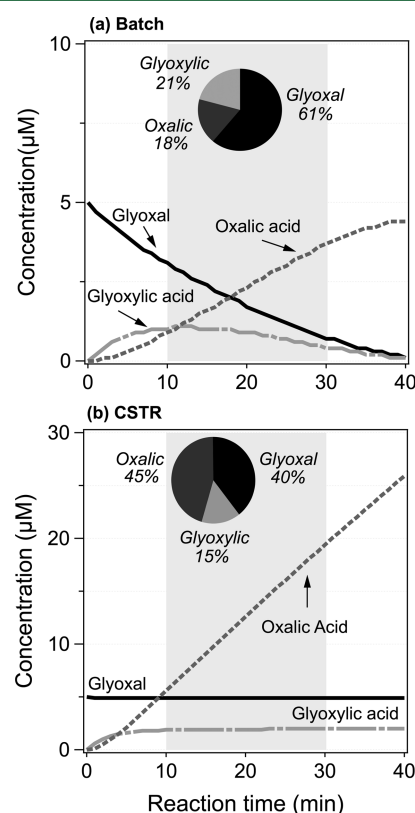 (a) Batch
Concentration(μM)
10
5
0
Glyoxylic
21%
Glyoxal
61%
Oxalic
18%
Glyoxal
Oxalic acid
Glyoxylic acid
0 10 20 30 40
(b) CSTR
Concentration (μM)
30
20
10
0
Oxalic
45%
Glyoxal
40%
Glyoxylic
15%
Oxalic Acid
Glyoxal
Glyoxylic acid
0 10 20 30 40
Reaction time (min)